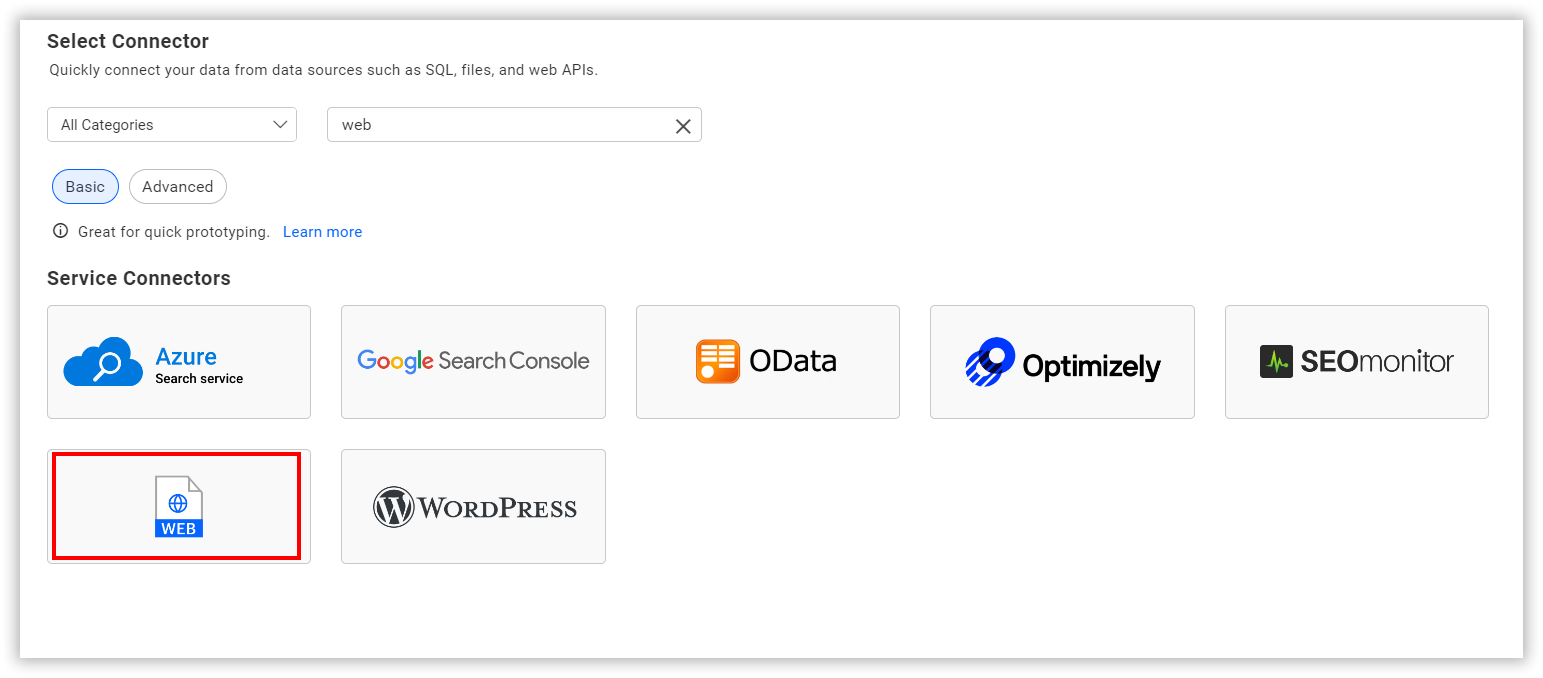 Select Connector
Quickly connect your data from data sources such as SQL, files, and web APIs.
All Categories
web
Basic
Advanced
Great for quick prototyping. Learn more
Service Connectors
Azure
Search service
Google Search Console
OData
Optimizely
SEOmonitor
WEB
WORDPRESS